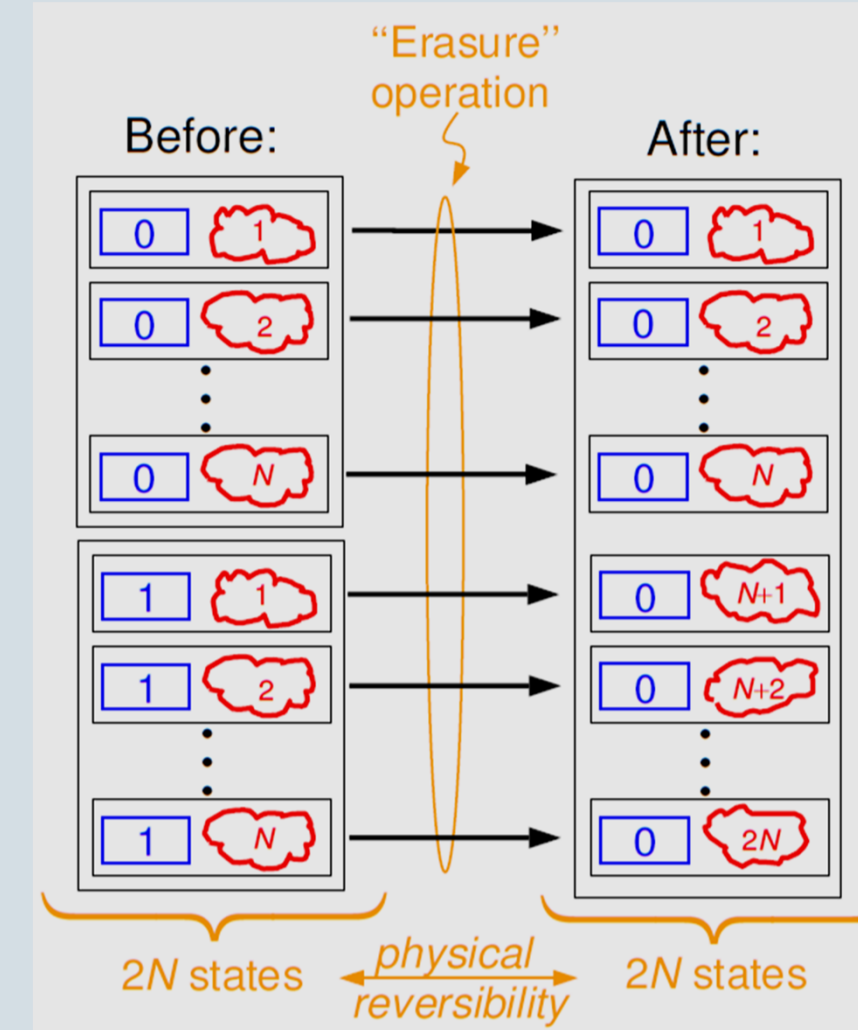 “Erasure”
operation
Before:
After:
0 1 0 1
0 2 0 2
0 N 0 N
1 1 0 N+1
1 2 0 N+2
1 N 0 2N
2N states
physical
reversibility
2N states